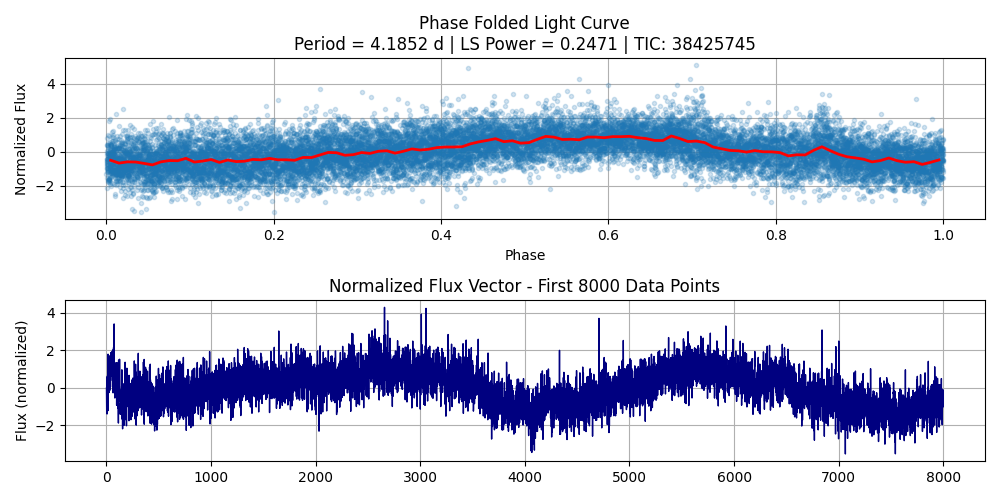 Phase Folded Light Curve
Period = 4.1852 d | LS Power = 0.2471 | TIC: 38425745
Normalized Flux
4
2
0
−2
0.0 0.2 0.4 0.6 0.8 1.0
Phase
Normalized Flux Vector - First 8000 Data Points
Flux (normalized)
4
2
0
−2
0 1000 2000 3000 4000 5000 6000 7000 8000